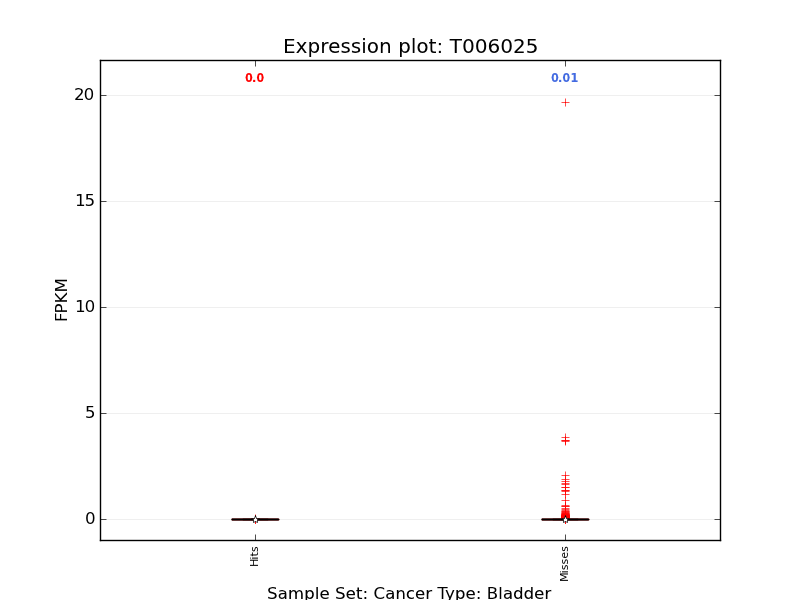 Expression plot: T006025
0.0
0.01
20
15
10
5
0
FPKM
Hits
Misses
Sample Set: Cancer Type: Bladder